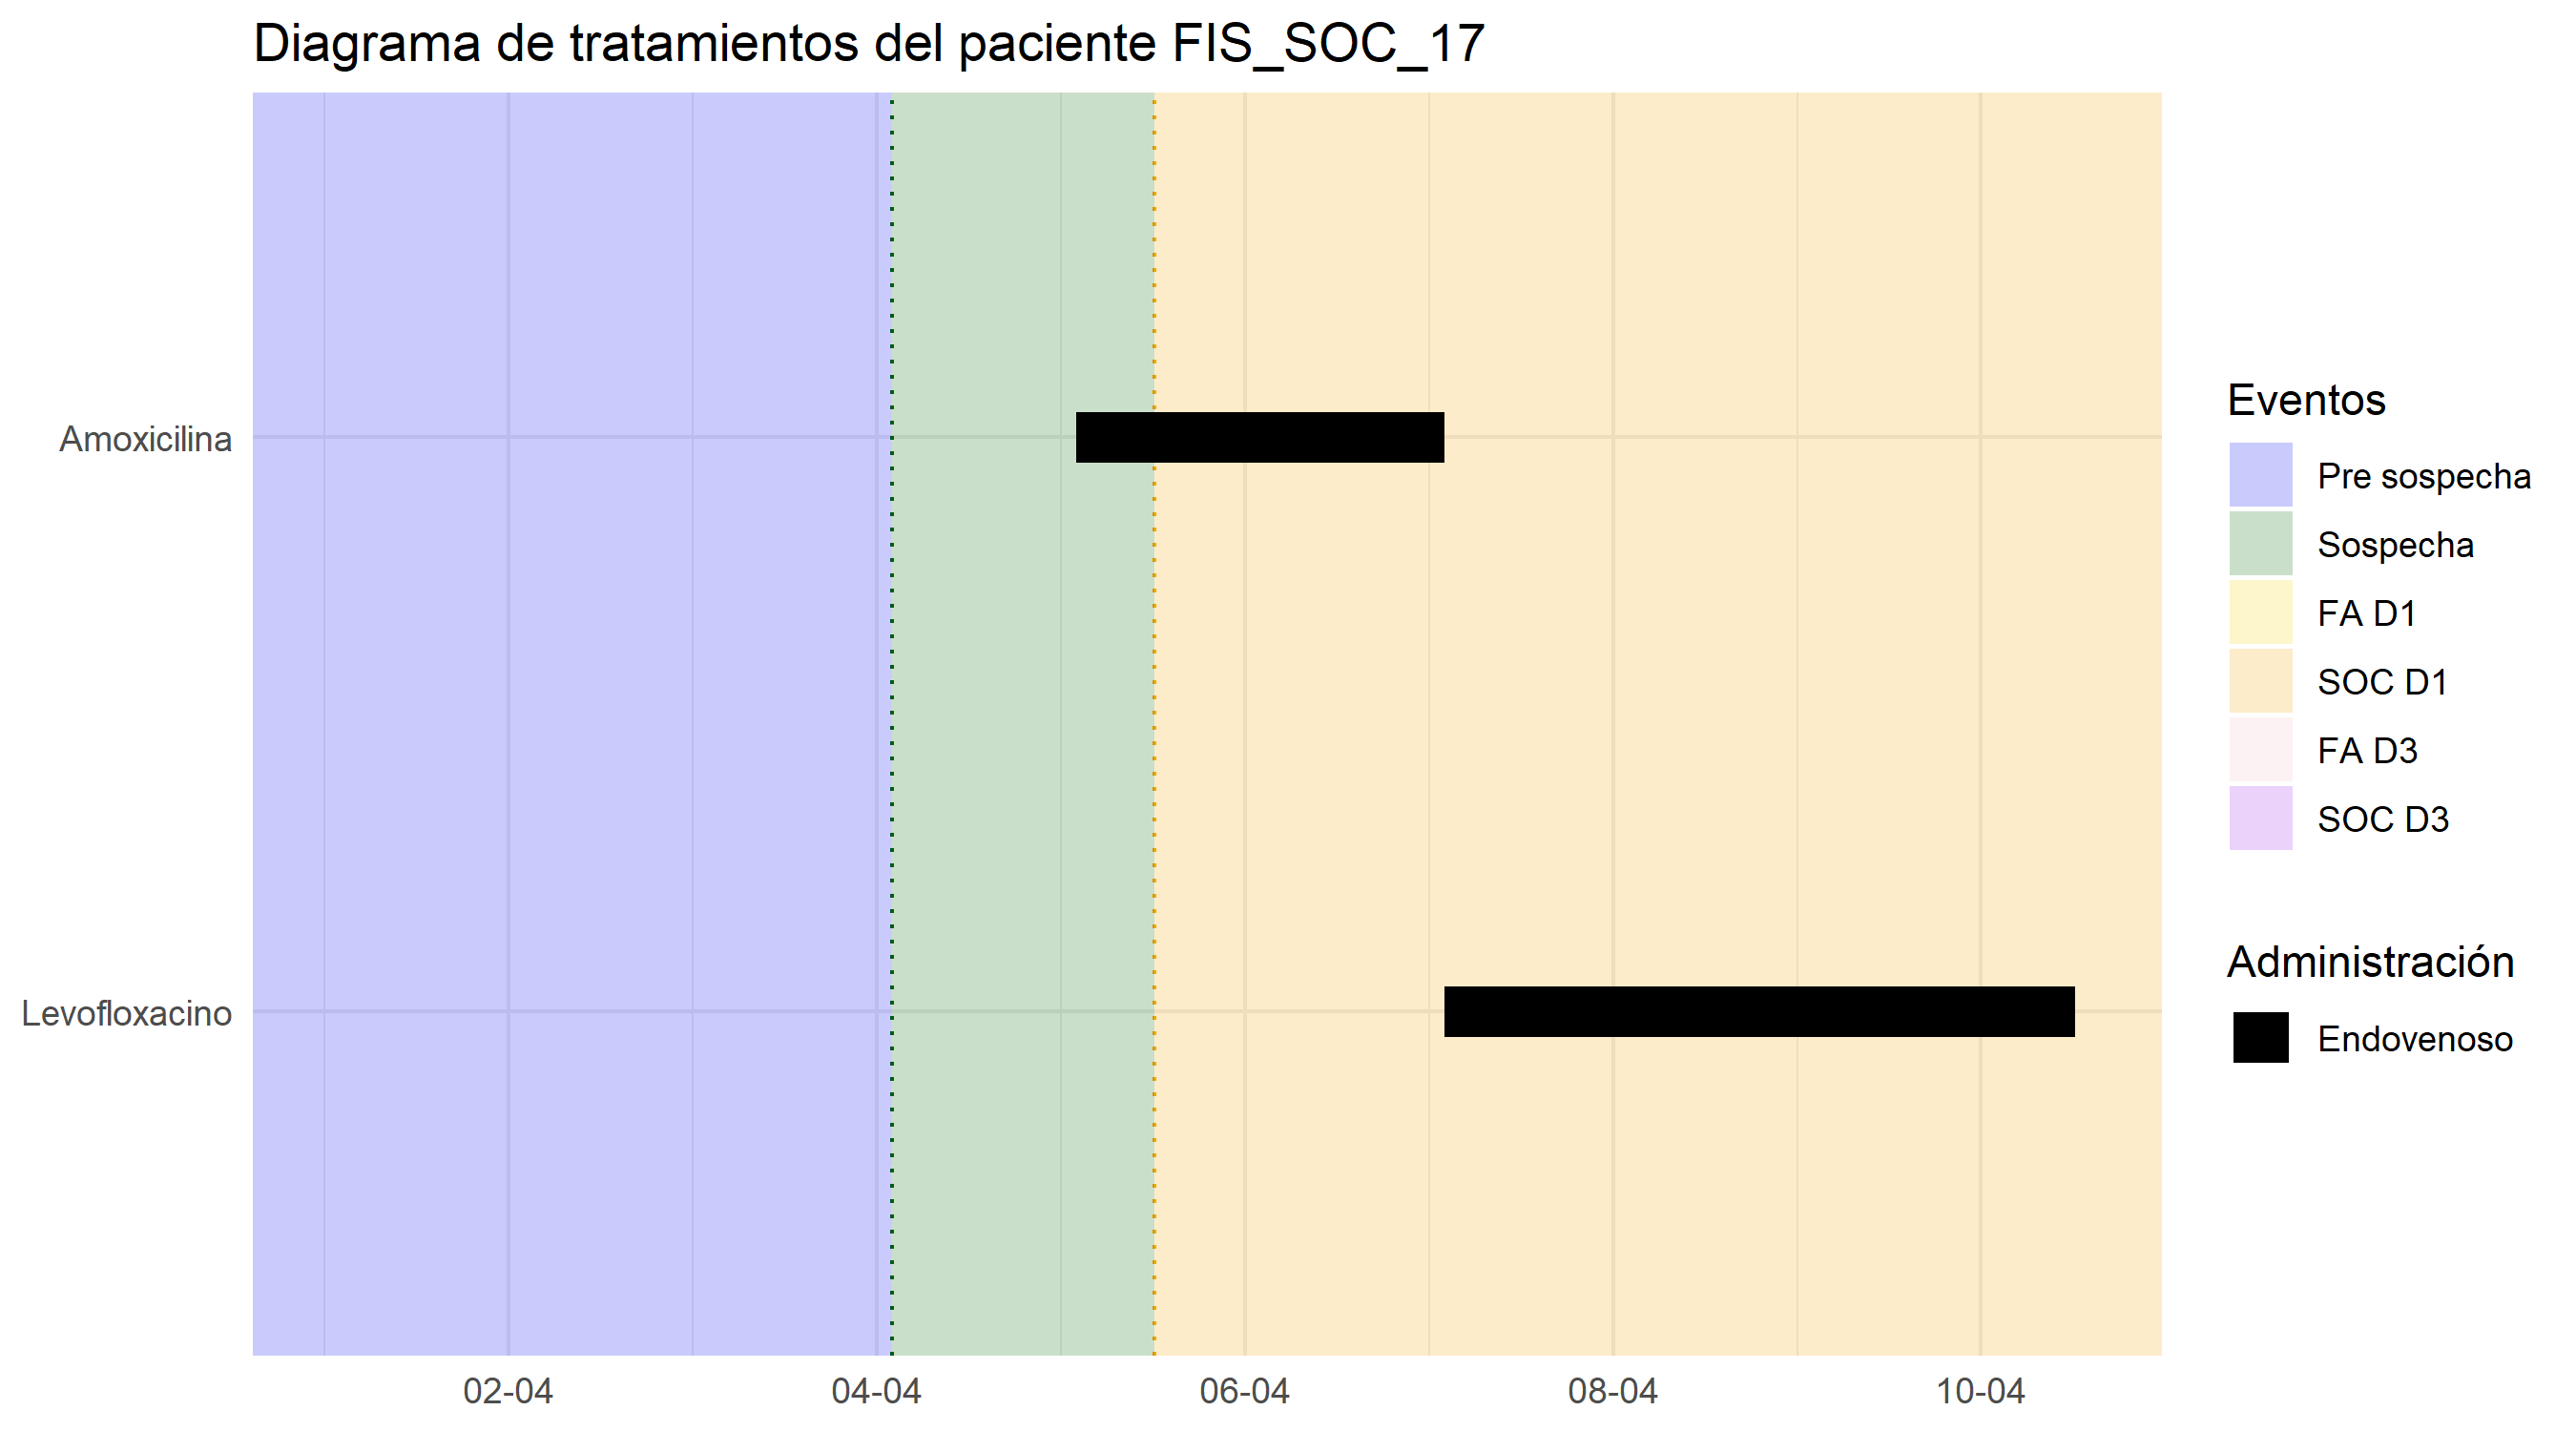 Diagrama de tratamientos del paciente FIS_SOC_17
Amoxicilina
Levofloxacino
02-04
04-04
06-04
08-04
10-04
Eventos
Pre sospecha
Sospecha
FA D1
SOC D1
FA D3
SOC D3
Administración
Endovenoso